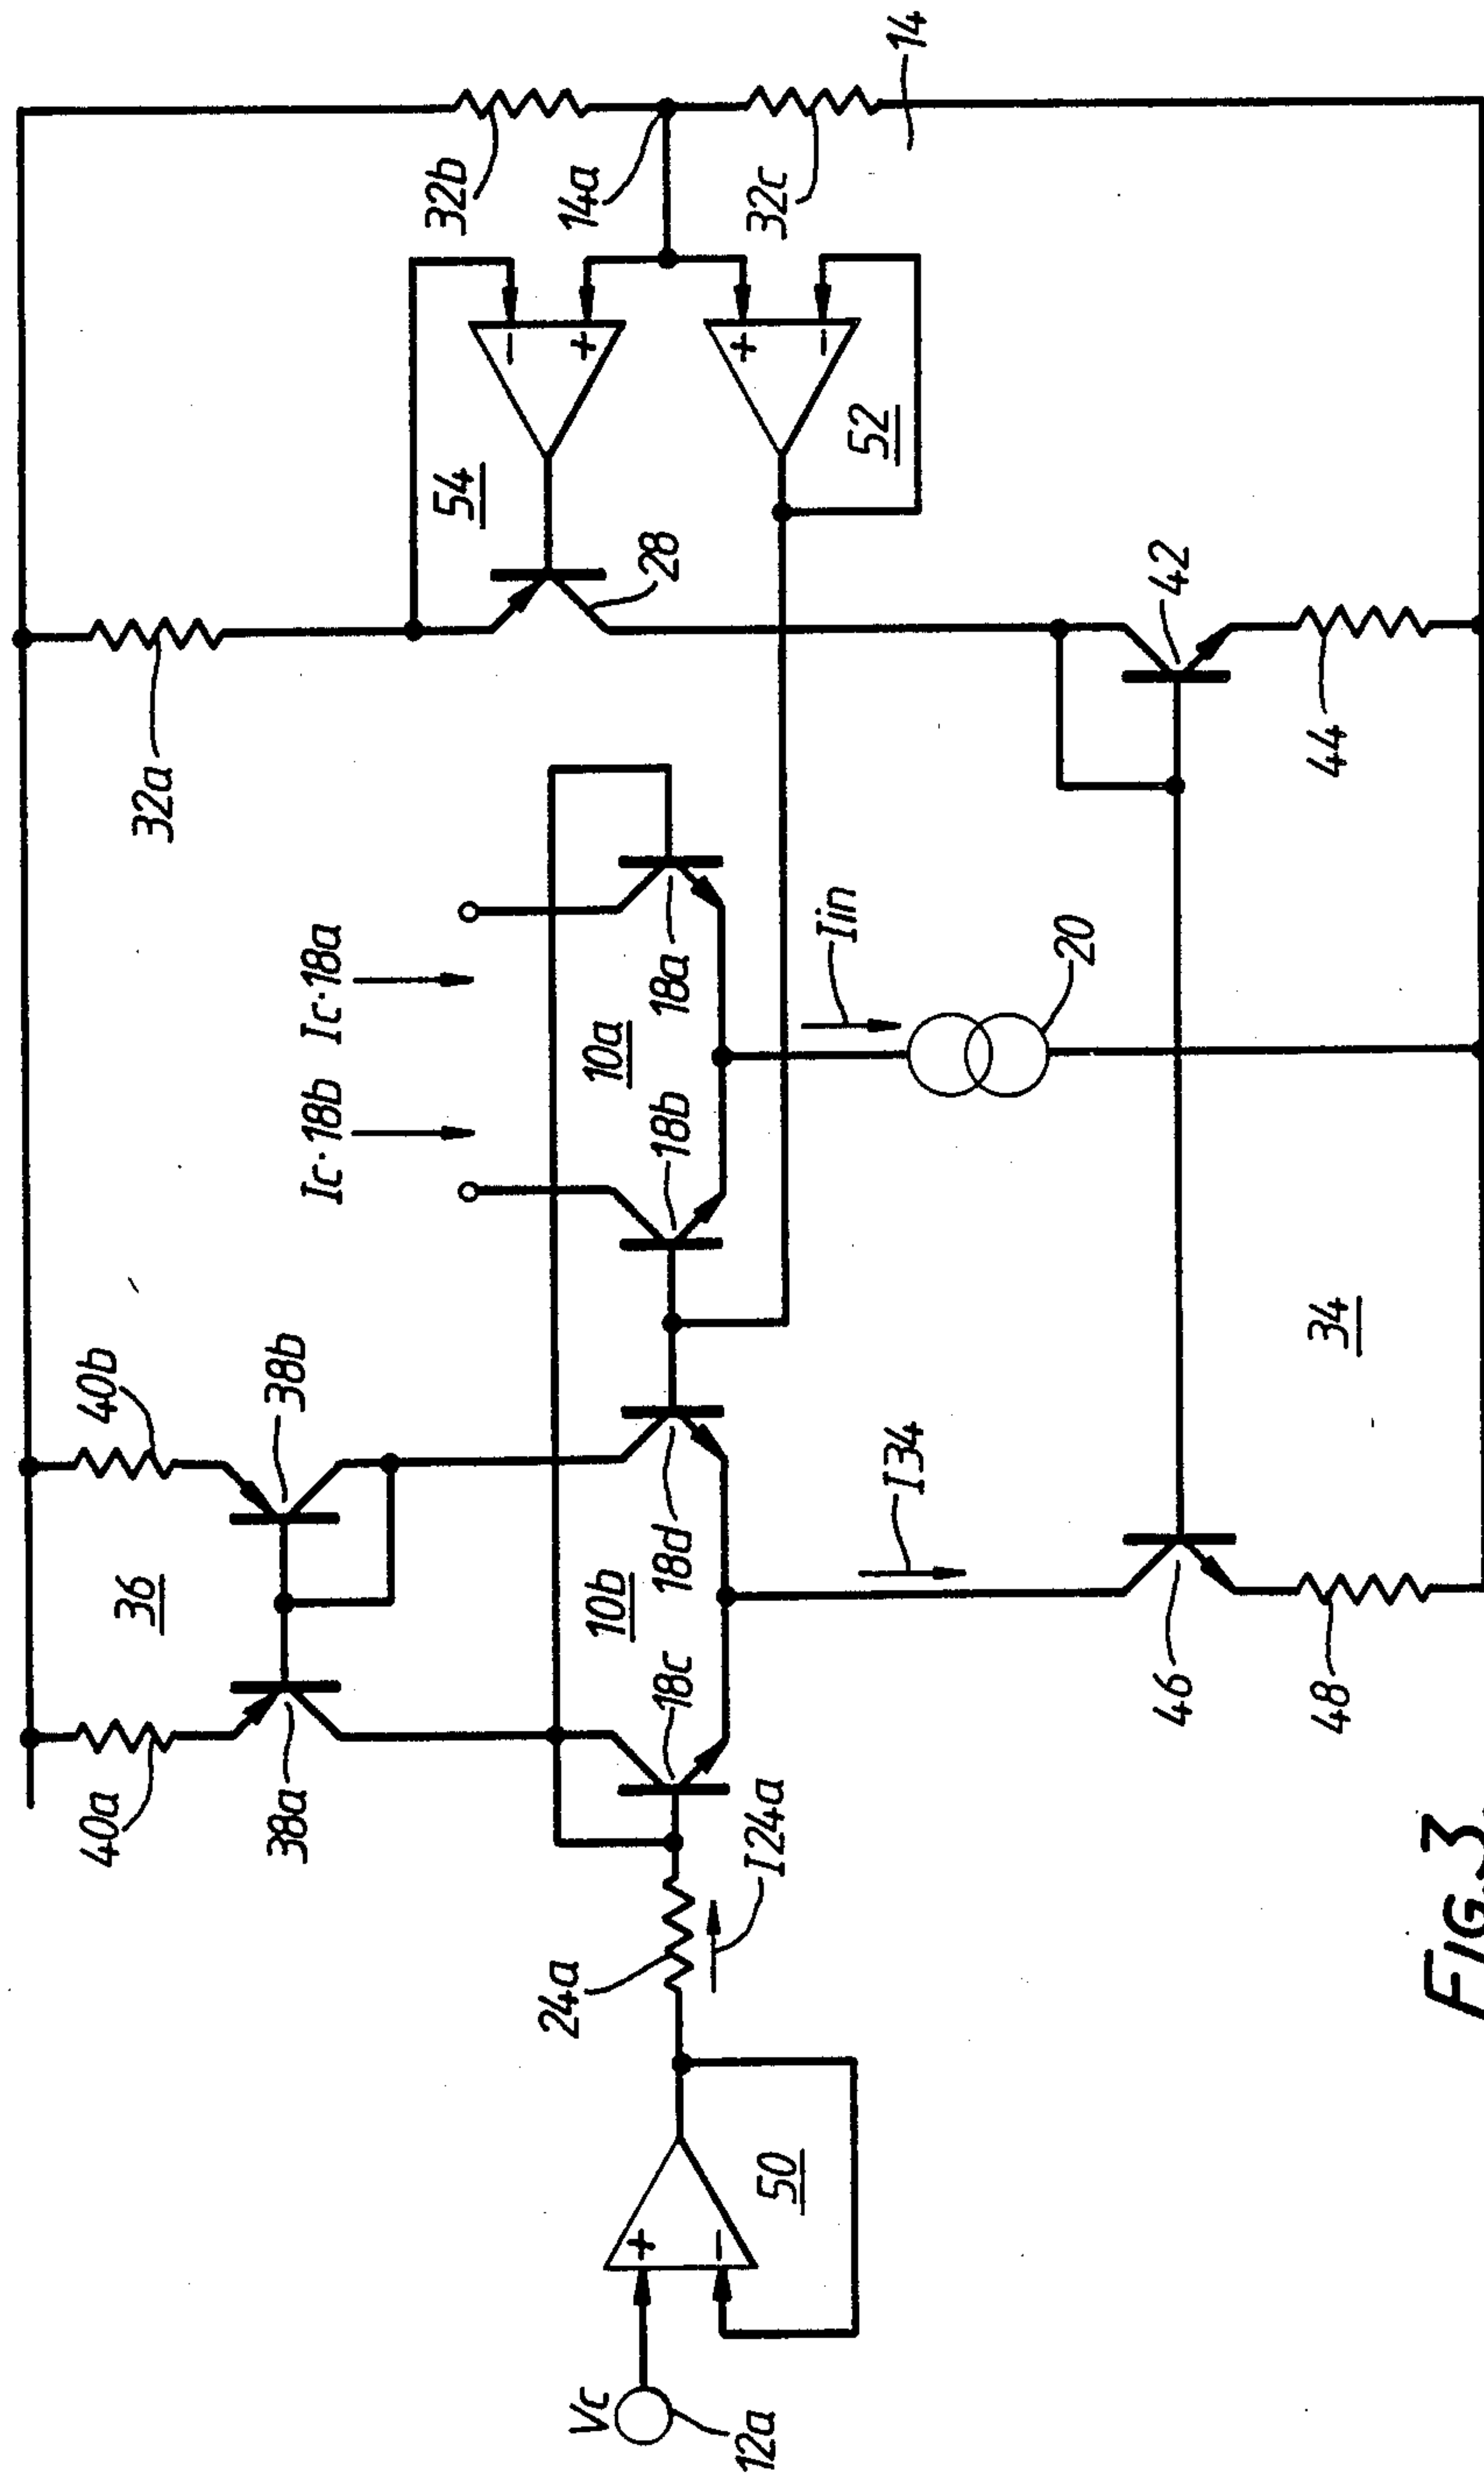 40a
36
40b
32a
32b
38a
38b
Ic·18b Ic·18a
54
28
14a
Vc
12a
+
−
50
24a
I24a
18c
10b
18d
18b
10a
18a
−
+
+
−
52
32c
14
I34
Iin
20
46
42
48
34
44
FIG.3.